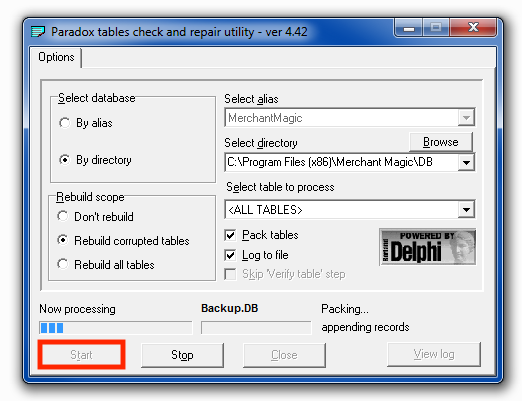 Paradox tables check and repair utility - ver 4.42
Options
Select database
By alias
By directory
Select alias
MerchantMagic
Select directory
Browse
C:\Program Files (x86)\Merchant Magic\DB
Select table to process
<ALL TABLES>
Rebuild scope
Don't rebuild
Rebuild corrupted tables
Rebuild all tables
Pack tables
Log to file
Skip 'Verify table' step
POWERED BY
Borland
Delphi
Now processing
Backup.DB
Packing...
appending records
Start
Stop
Close
View log